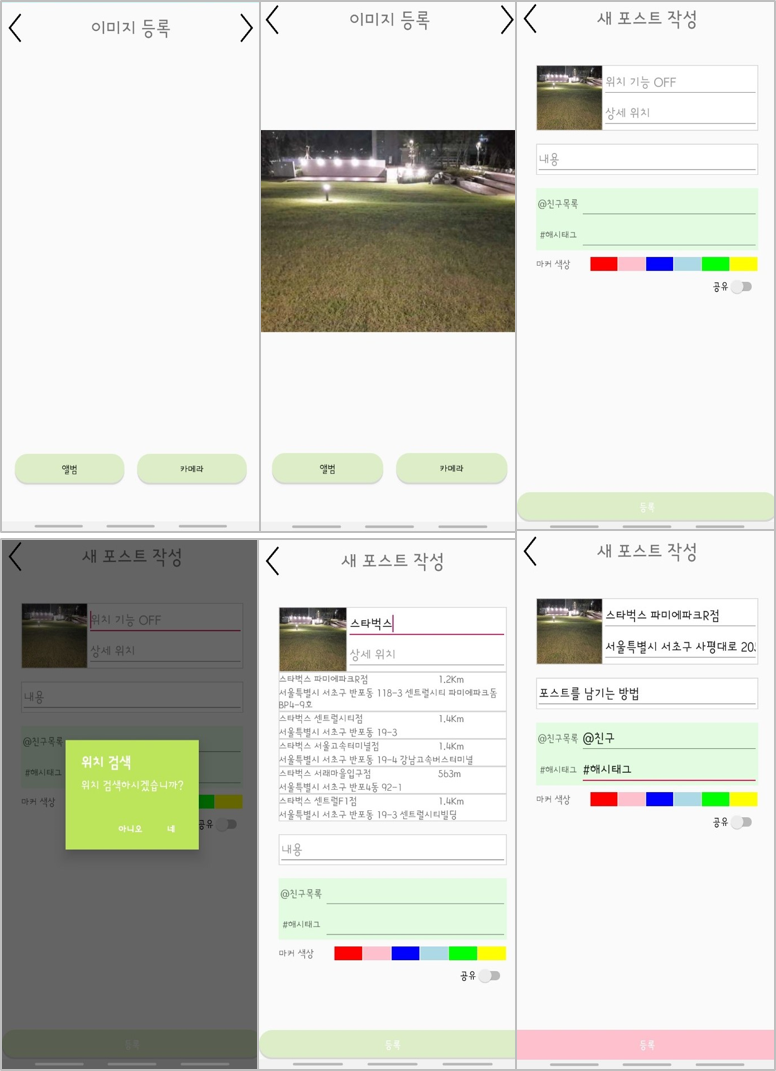 이미지 등록
앨범
카메라
이미지 등록
앨범
카메라
새 포스트 작성
위치 기능 OFF
상세 위치
내용
@친구목록
#해시태그
마커 색상
공유
등록
새 포스트 작성
위치 기능 OFF
상세 위치
내용
@친구목록
#해시태그
위치 검색
위치 검색하시겠습니까?
아니오 네
마커 색상
공유
등록
새 포스트 작성
스타벅스
상세 위치
스타벅스 파미에파크R점 1.2Km
서울특별시 서초구 반포동 118-3 센트럴시티 파미에파크동
BP4-9호
스타벅스 센트럴시티점 1.4Km
서울특별시 서초구 반포동 19-3
스타벅스 서울고속터미널점 1.4Km
서울특별시 서초구 반포동 19-4 강남고속버스터미널
스타벅스 서래마을입구점 563m
서울특별시 서초구 반포4동 92-1
스타벅스 센트럴F1점 1.4Km
서울특별시 서초구 반포동 19-3 센트럴시티빌딩
내용
@친구목록
#해시태그
마커 색상
공유
등록
새 포스트 작성
스타벅스 파미에파크R점
서울특별시 서초구 사평대로 20
포스트를 남기는 방법
@친구목록 @친구
#해시태그 #해시태그
마커 색상
공유
등록